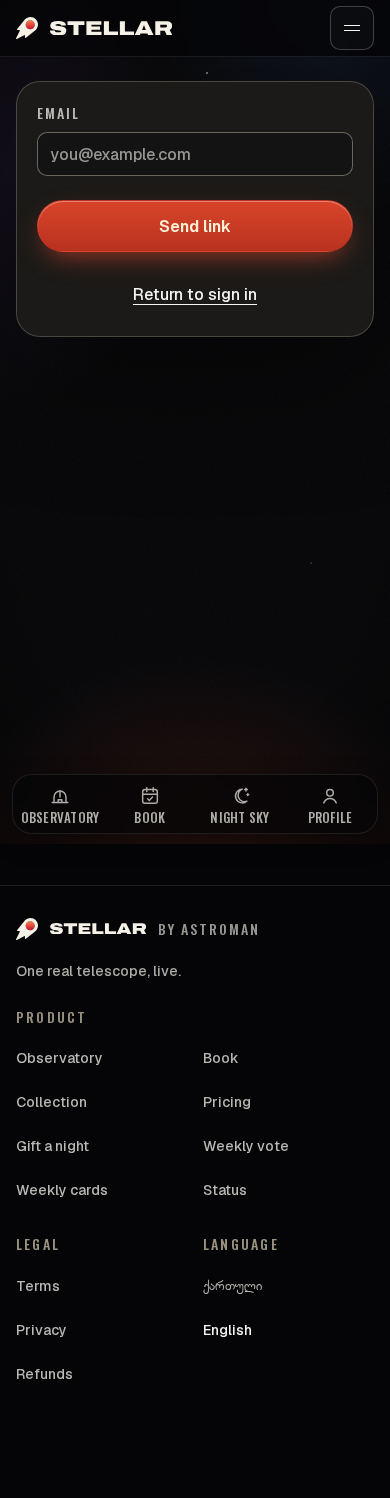 STELLAR
EMAIL
you@example.com
Send link
Return to sign in
OBSERVATORY BOOK NIGHT SKY PROFILE
STELLAR BY ASTROMAN
One real telescope, live.
PRODUCT
Observatory Book
Collection Pricing
Gift a night Weekly vote
Weekly cards Status
LEGAL LANGUAGE
Terms ქართული
Privacy English
Refunds